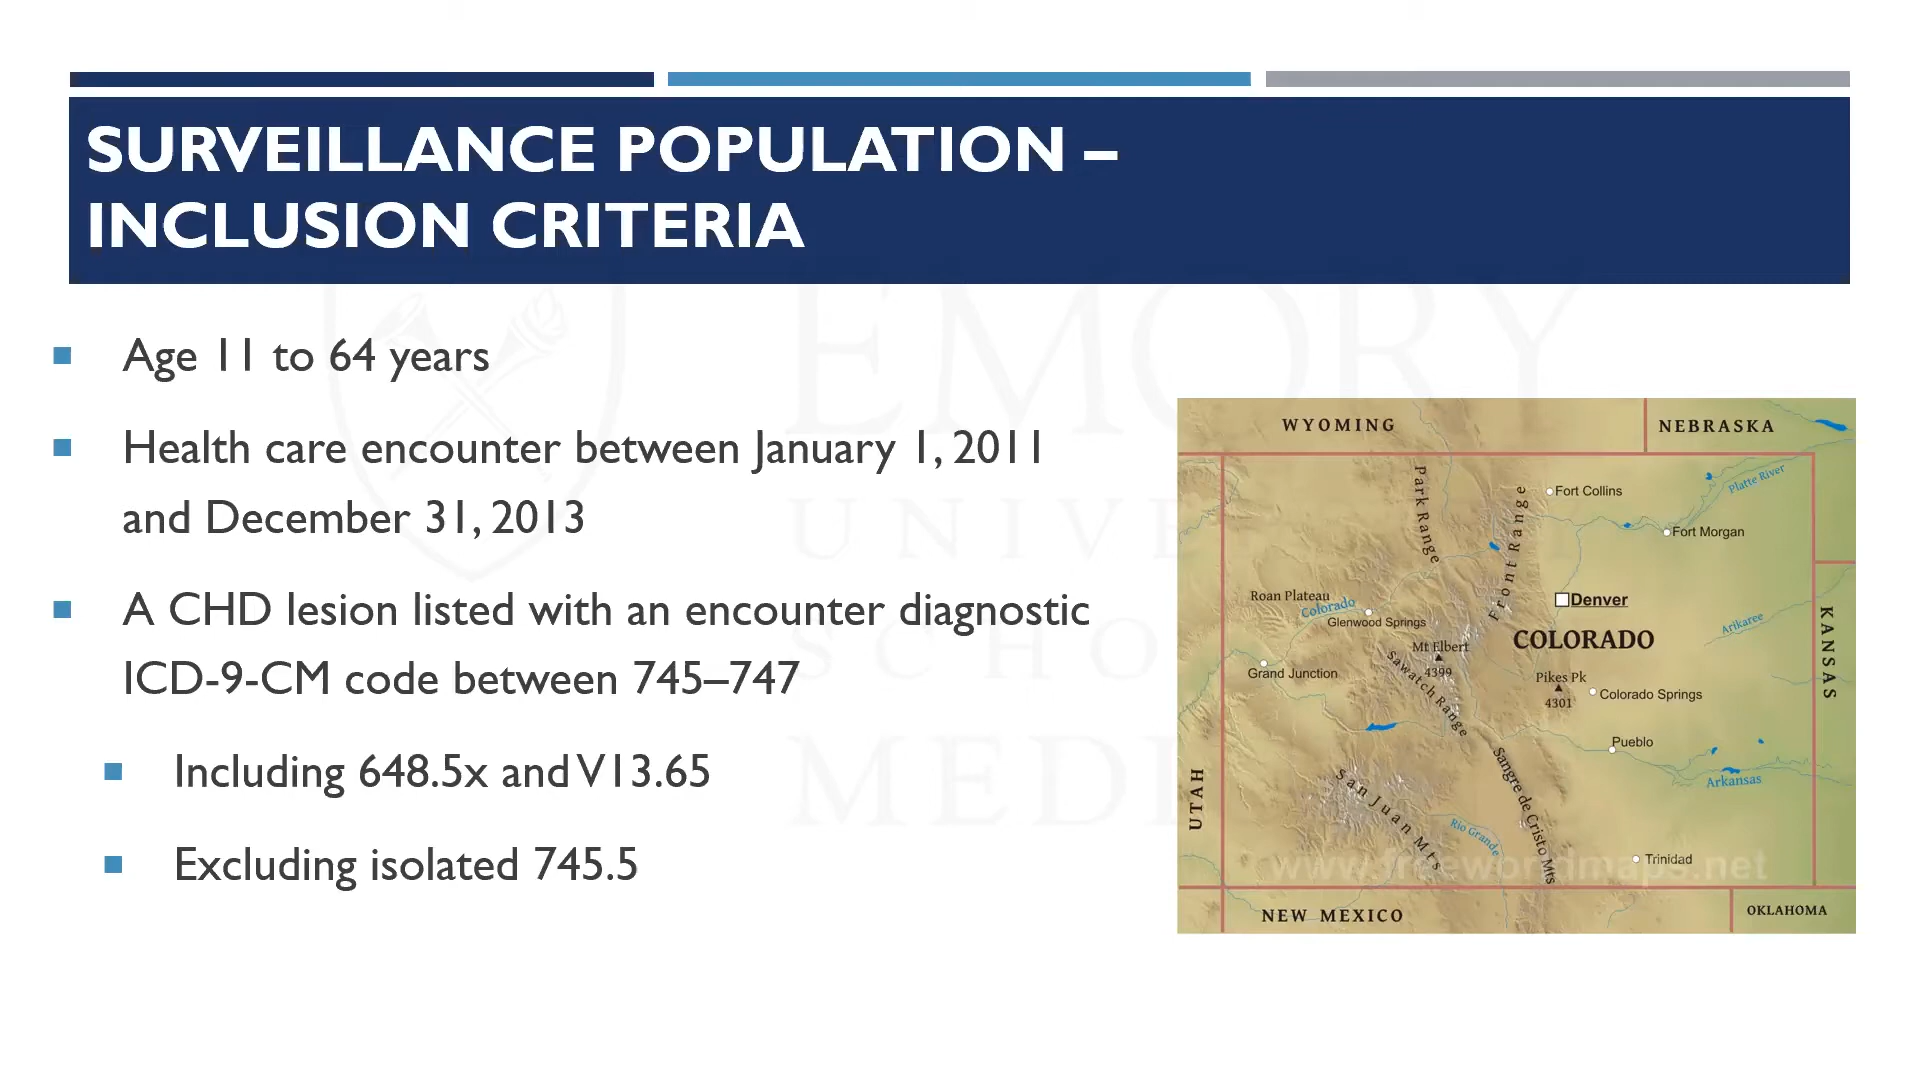 SURVEILLANCE POPULATION –
INCLUSION CRITERIA
Age 11 to 64 years
Health care encounter between January 1, 2011
and December 31, 2013
A CHD lesion listed with an encounter diagnostic
ICD-9-CM code between 745–747
Including 648.5x and V13.65
Excluding isolated 745.5
EMORY
UNIVE
SCHO
MEDI
WYOMING
NEBRASKA
Park Range
Front Range
Fort Collins
Platte River
Fort Morgan
Roan Plateau
Colorado
Glenwood Springs
Denver
COLORADO
Arikaree
KANSAS
Mt Elbert
4399
Sawatch Range
Grand Junction
Pikes Pk
4301
Colorado Springs
Pueblo
Arkansas
UTAH
San Juan Mts
Rio Grande
Sangre de Cristo Mts
Trinidad
www.freeworldmaps.net
NEW MEXICO
OKLAHOMA